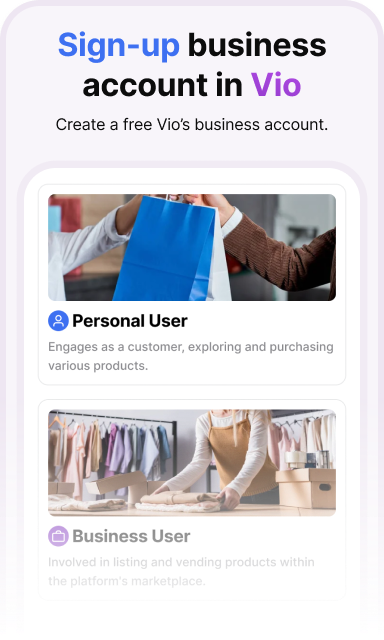 Sign-up business
account in Vio
Create a free Vio's business account.
Personal User
Engages as a customer, exploring and purchasing
various products.
Business User
Involved in listing and vending products within
the platform's marketplace.